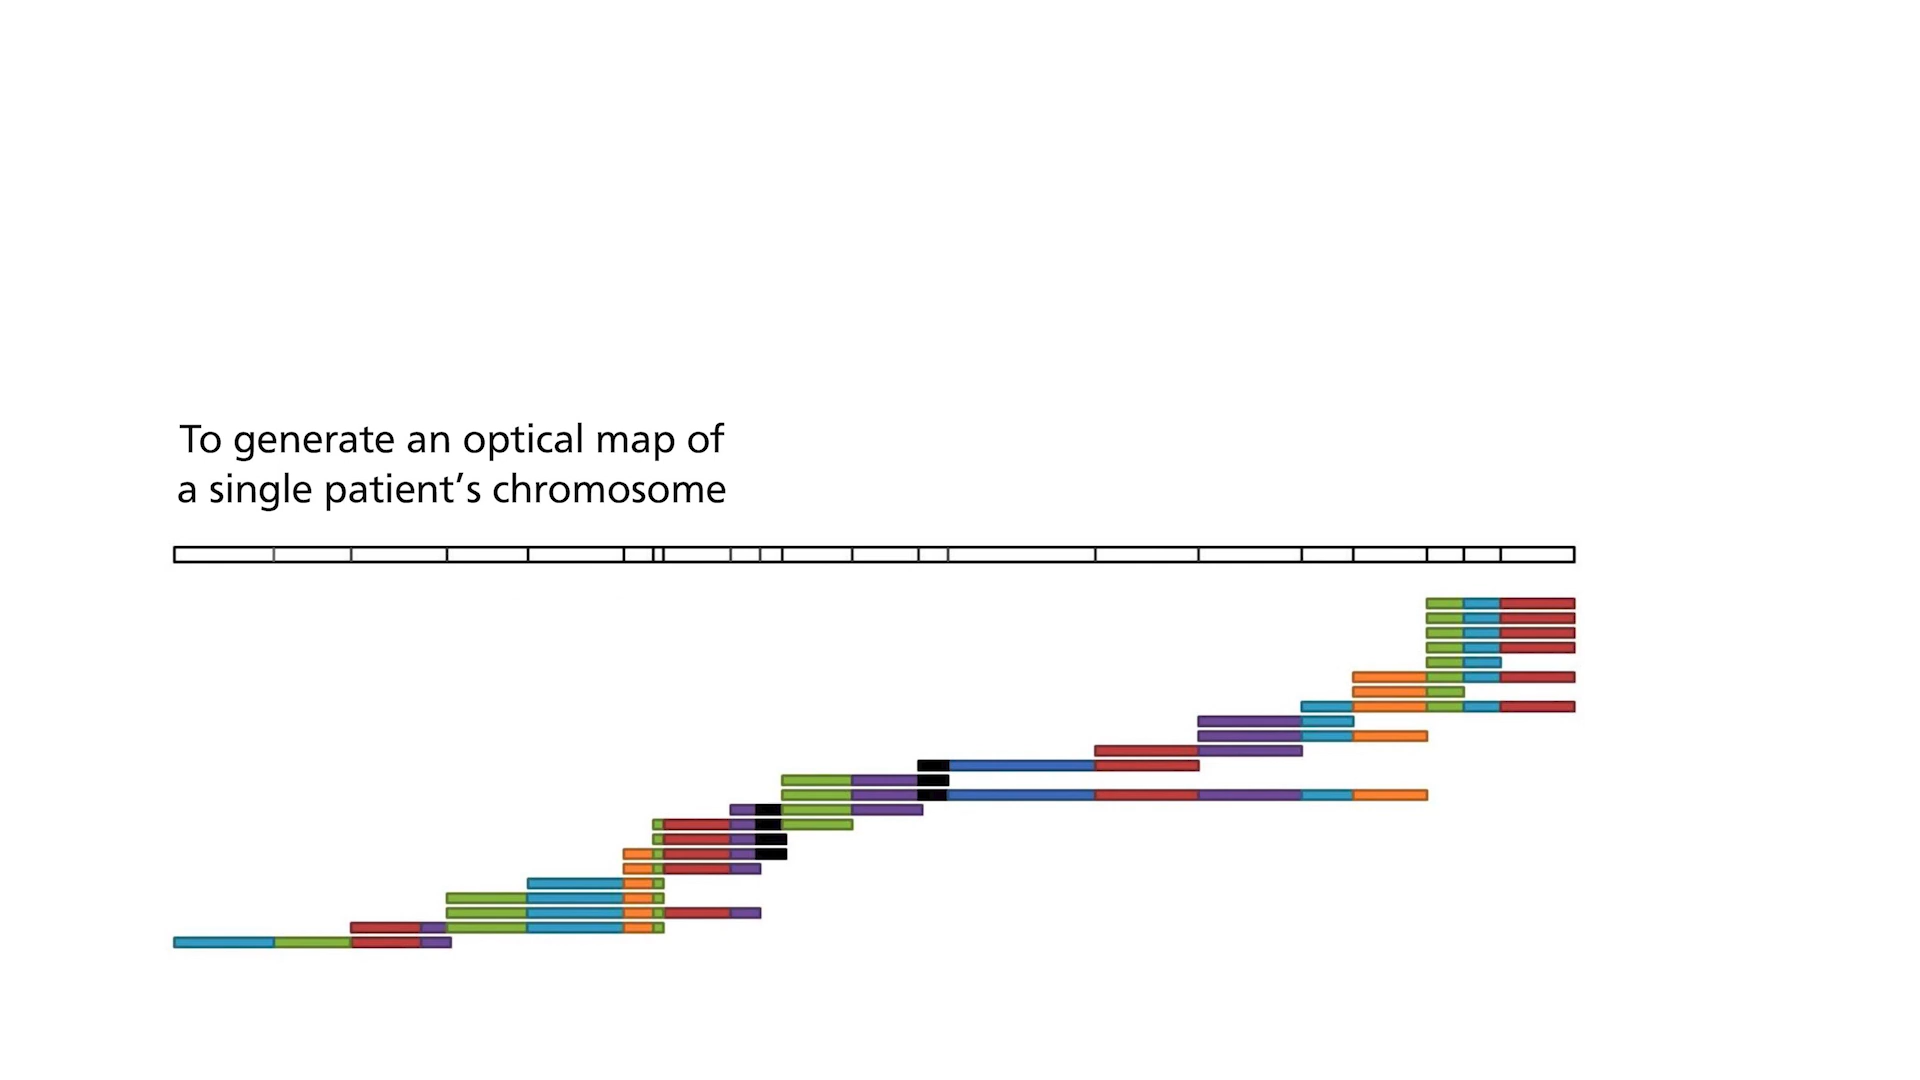 To generate an optical map of
a single patient’s chromosome